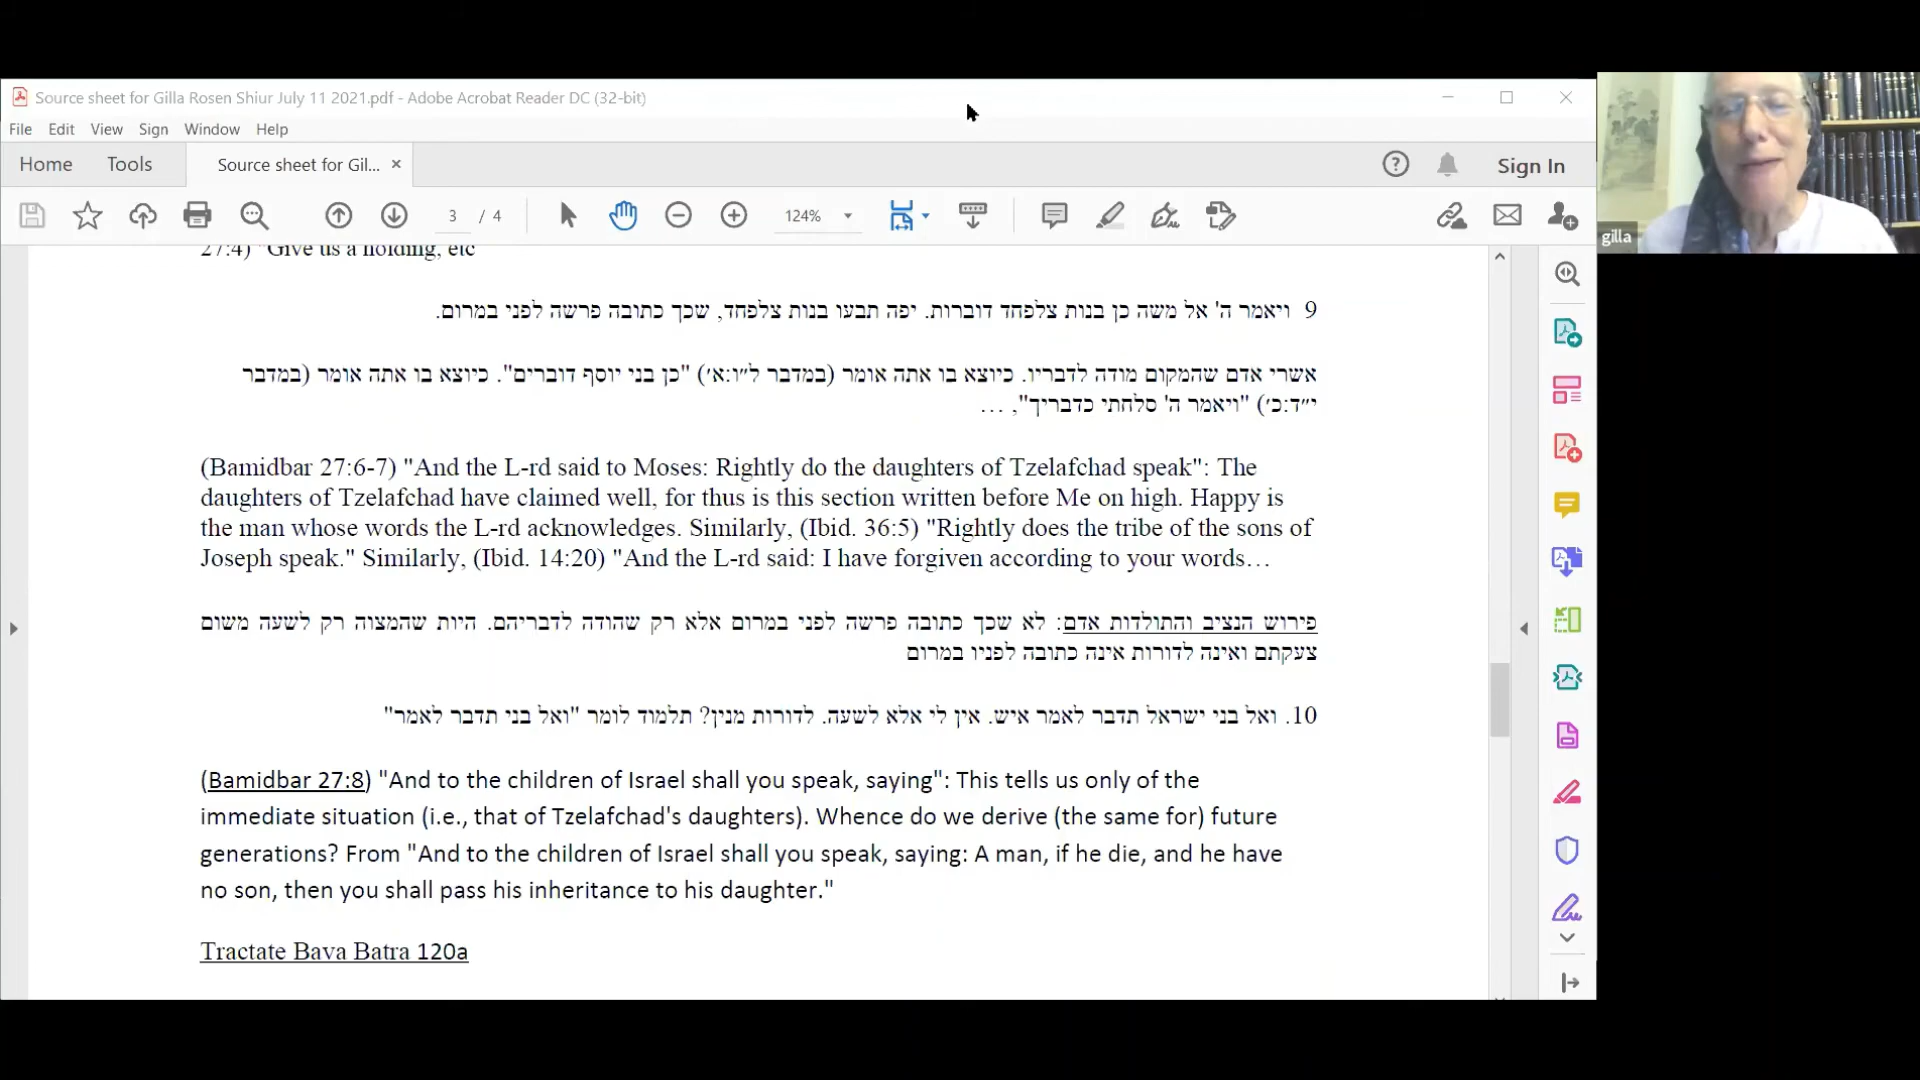 Source sheet for Gilla Rosen Shiur July 11 2021.pdf - Adobe Acrobat Reader DC (32-bit)
File Edit View Sign Window Help
Home Tools Source sheet for Gil... × Sign In
3 / 4 124%
gilla
27:4) "Give us a holding, etc
9 ויאמר ה' אל משה כן בנות צלפחד דוברות. יפה תבעו בנות צלפחד, שכך כתובה פרשה לפני במרום.
אשרי אדם שהמקום מודה לדבריו. כיוצא בו אתה אומר (במדבר ל״ו:א׳) "כן בני יוסף דוברים". כיוצא בו אתה אומר (במדבר
י״ד:כ׳) "ויאמר ה' סלחתי כדבריך", ...
(Bamidbar 27:6-7) "And the L-rd said to Moses: Rightly do the daughters of Tzelafchad speak": The
daughters of Tzelafchad have claimed well, for thus is this section written before Me on high. Happy is
the man whose words the L-rd acknowledges. Similarly, (Ibid. 36:5) "Rightly does the tribe of the sons of
Joseph speak." Similarly, (Ibid. 14:20) "And the L-rd said: I have forgiven according to your words…
פירוש הנציב והתולדות אדם: לא שכך כתובה פרשה לפני במרום אלא רק שהודה לדבריהם. היות שהמצוה רק לשעה משום
צעקתם ואינה לדורות אינה כתובה לפניו במרום
10. ואל בני ישראל תדבר לאמר איש. אין לי אלא לשעה. לדורות מנין? תלמוד לומר "ואל בני תדבר לאמר"
(Bamidbar 27:8) "And to the children of Israel shall you speak, saying": This tells us only of the
immediate situation (i.e., that of Tzelafchad's daughters). Whence do we derive (the same for) future
generations? From "And to the children of Israel shall you speak, saying: A man, if he die, and he have
no son, then you shall pass his inheritance to his daughter."
Tractate Bava Batra 120a